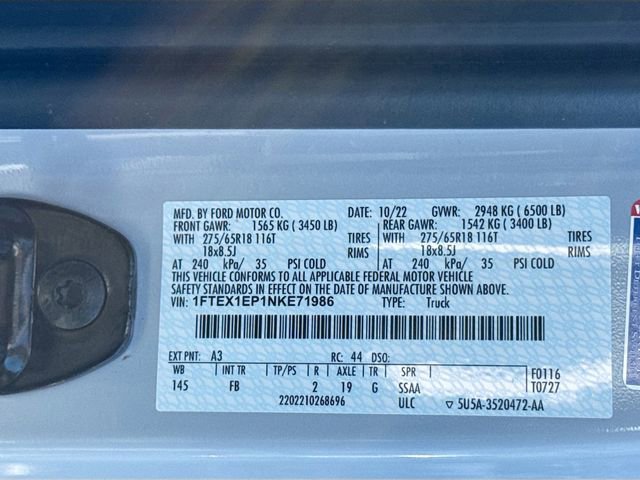 MFD. BY FORD MOTOR CO. DATE: 10/22 GVWR: 2948 KG ( 6500 LB)
FRONT GAWR: 1565 KG ( 3450 LB) REAR GAWR: 1542 KG ( 3400 LB)
WITH 275/65R18 116T TIRES WITH 275/65R18 116T TIRES
18x8.5J RIMS 18x8.5J RIMS
AT 240 kPa/ 35 PSI COLD AT 240 kPa/ 35 PSI COLD
THIS VEHICLE CONFORMS TO ALL APPLICABLE FEDERAL MOTOR VEHICLE
SAFETY STANDARDS IN EFFECT ON THE DATE OF MANUFACTURE SHOWN ABOVE.
VIN: 1FTEX1EP1NKE71986 TYPE: Truck
EXT PNT: A3 RC: 44 DSO:
WB INT TR TP/PS R AXLE TR SPR F0116
145 FB 2 19 G SSAA T0727
2202210268696 ULC ▽ 5U5A-3520472-AA